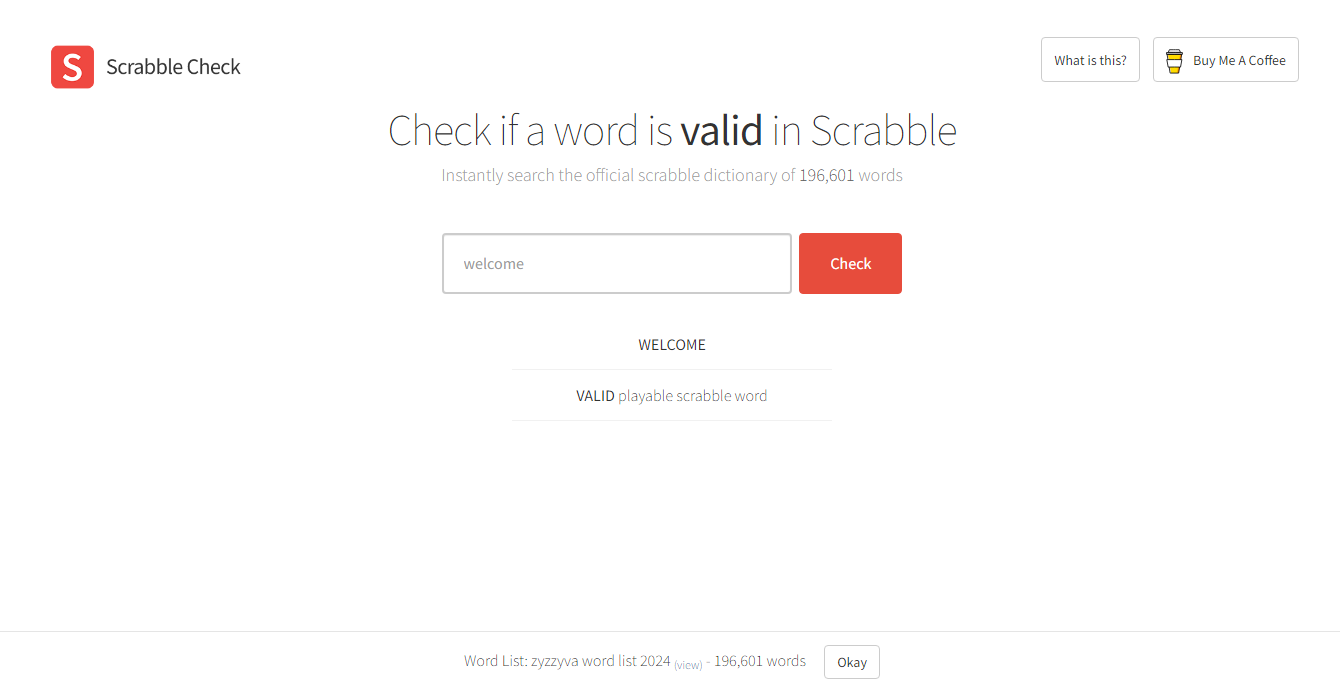 S Scrabble Check
What is this?
Buy Me A Coffee
Check if a word is valid in Scrabble
Instantly search the official scrabble dictionary of 196,601 words
welcome
Check
WELCOME
VALID playable scrabble word
Word List: zyzzyva word list 2024 (view) - 196,601 words
Okay